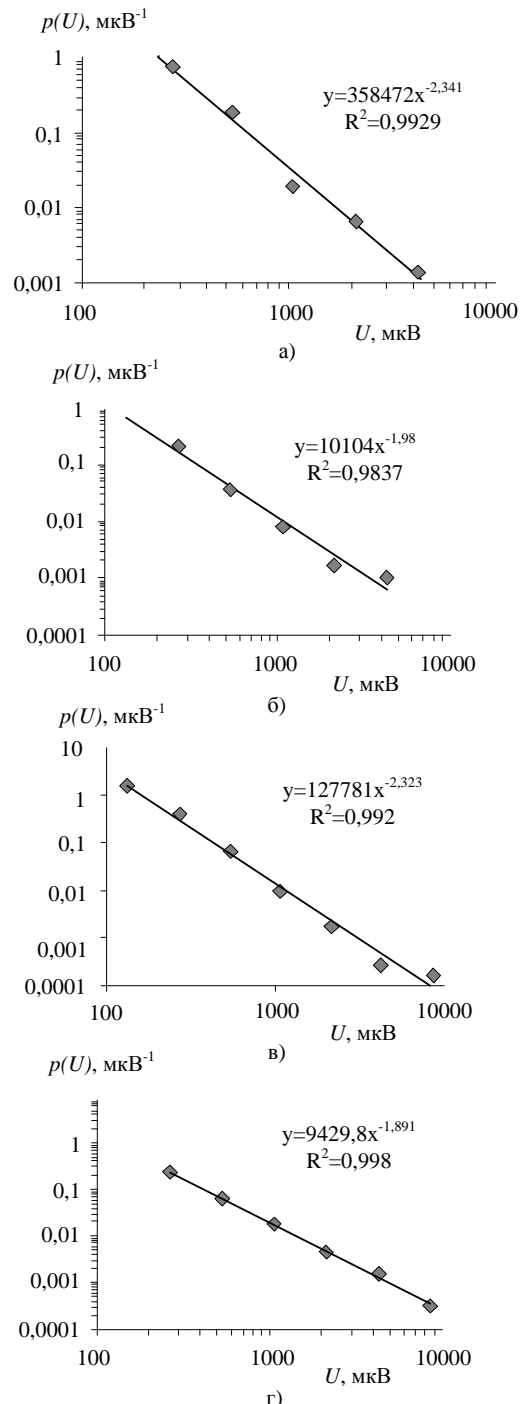 p(U), мкВ-1
1
y=358472x-2,341
R2=0,9929
0,1
0,01
0,001
100
1000
10000
U, мкВ
а)
p(U), мкВ-1
1
y=10104x-1,98
R2=0,9837
0,1
0,01
0,001
0,0001
100
1000
10000
U, мкВ
б)
p(U), мкВ-1
10
y=127781x-2,323
R2=0,992
1
0,1
0,01
0,001
0,0001
100
1000
10000
U, мкВ
в)
p(U), мкВ-1
y=9429,8x-1,891
R2=0,998
1
0,1
0,01
0,001
0,0001
100
1000
10000
U, мкВ
г)